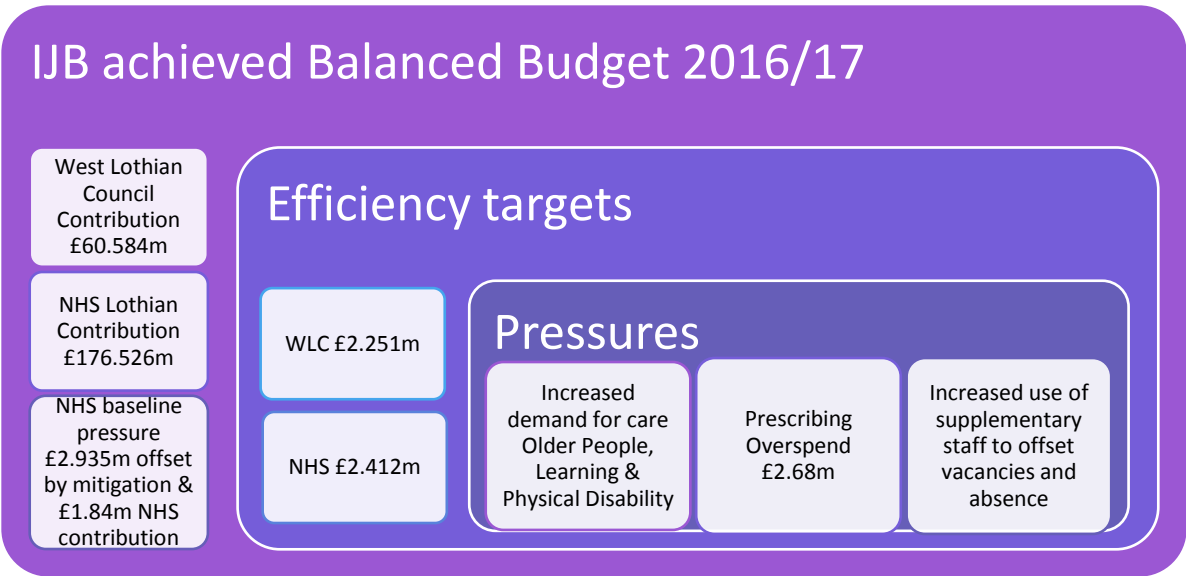 IJB achieved Balanced Budget 2016/17
West Lothian
Council
Contribution
£60.584m
NHS Lothian
Contribution
£176.526m
NHS baseline
pressure
£2.935m offset
by mitigation &
£1.84m NHS
contribution
Efficiency targets
WLC £2.251m
NHS £2.412m
Pressures
Increased
demand for care
Older People,
Learning &
Physical Disability
Prescribing
Overspend
£2.68m
Increased use of
supplementary
staff to offset
vacancies and
absence